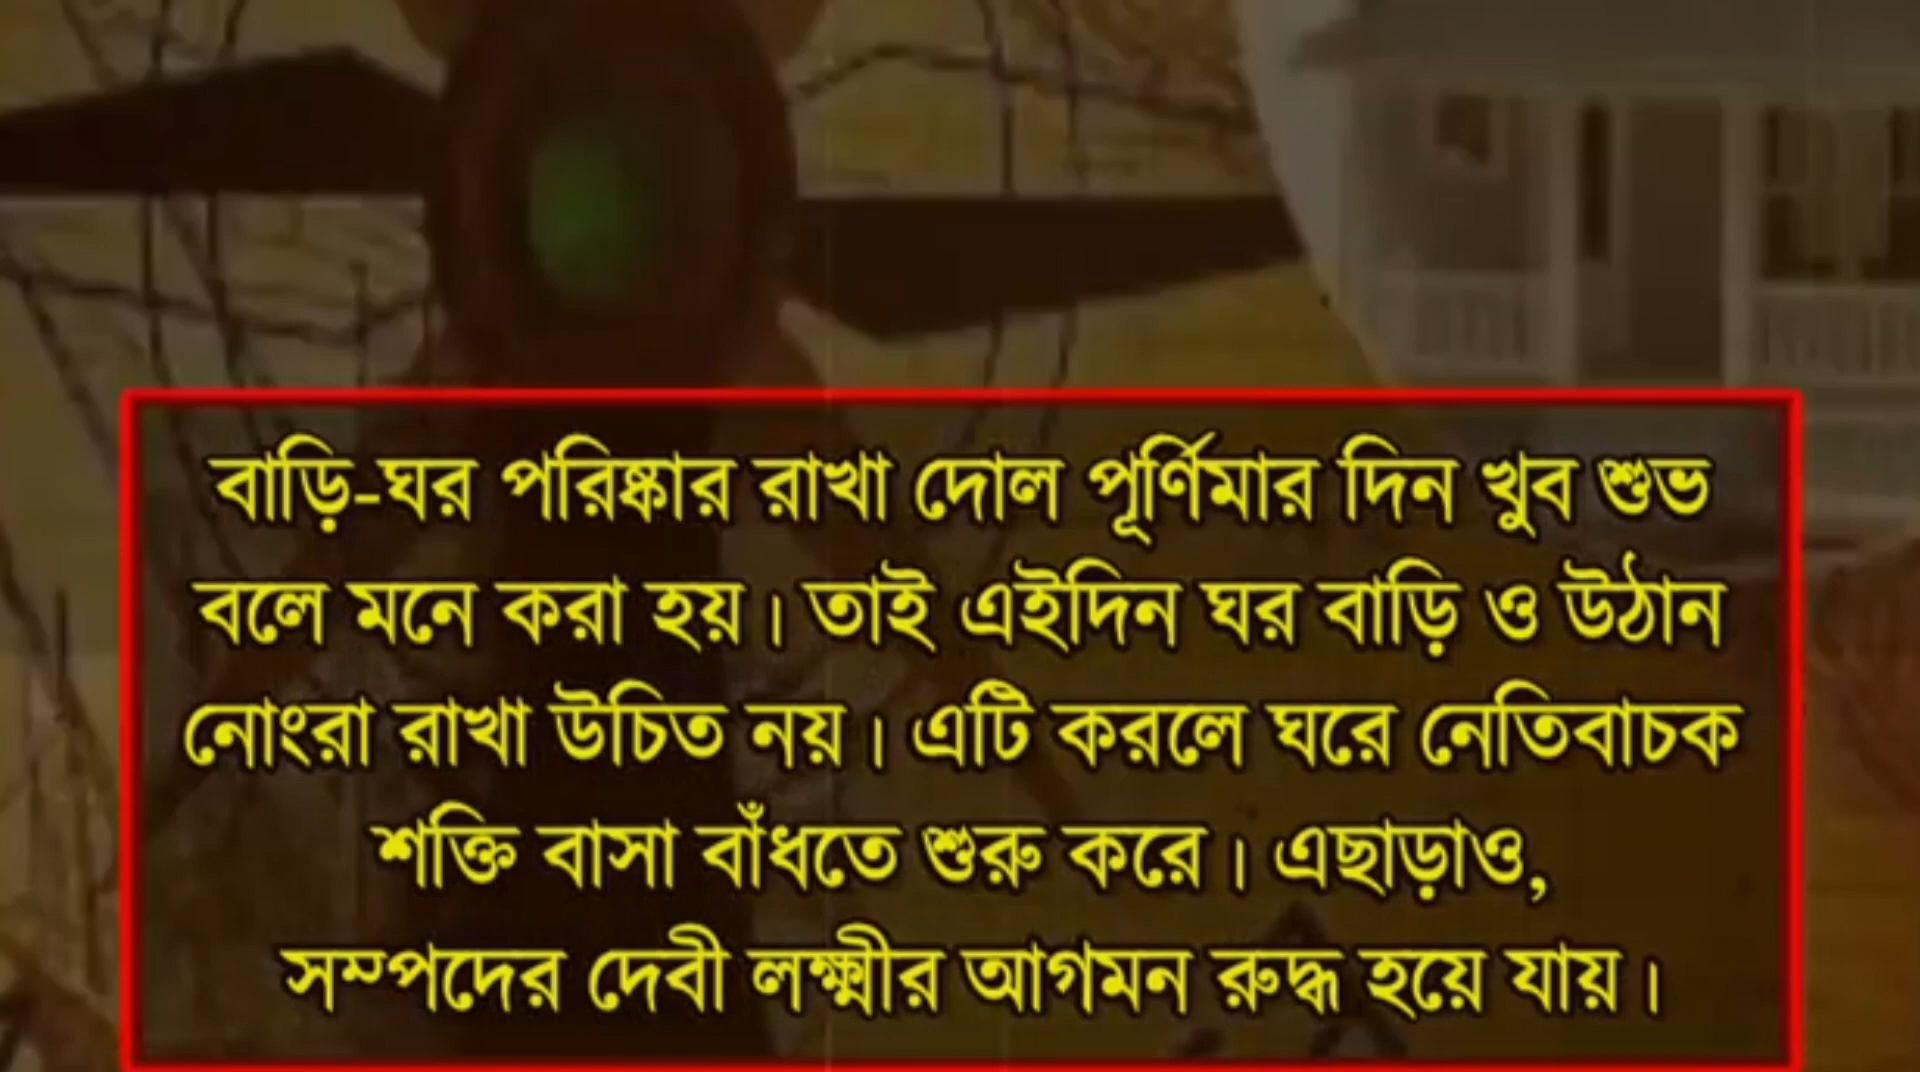 বাড়ি-ঘর পরিষ্কার রাখা দোল পূর্ণিমার দিন খুব শুভ
বলে মনে করা হয়। তাই এইদিন ঘর বাড়ি ও উঠান
নোংরা রাখা উচিত নয়। এটি করলে ঘরে নেতিবাচক
শক্তি বাসা বাঁধতে শুরু করে। এছাড়াও,
সম্পদের দেবী লক্ষ্মীর আগমন রুদ্ধ হয়ে যায়।